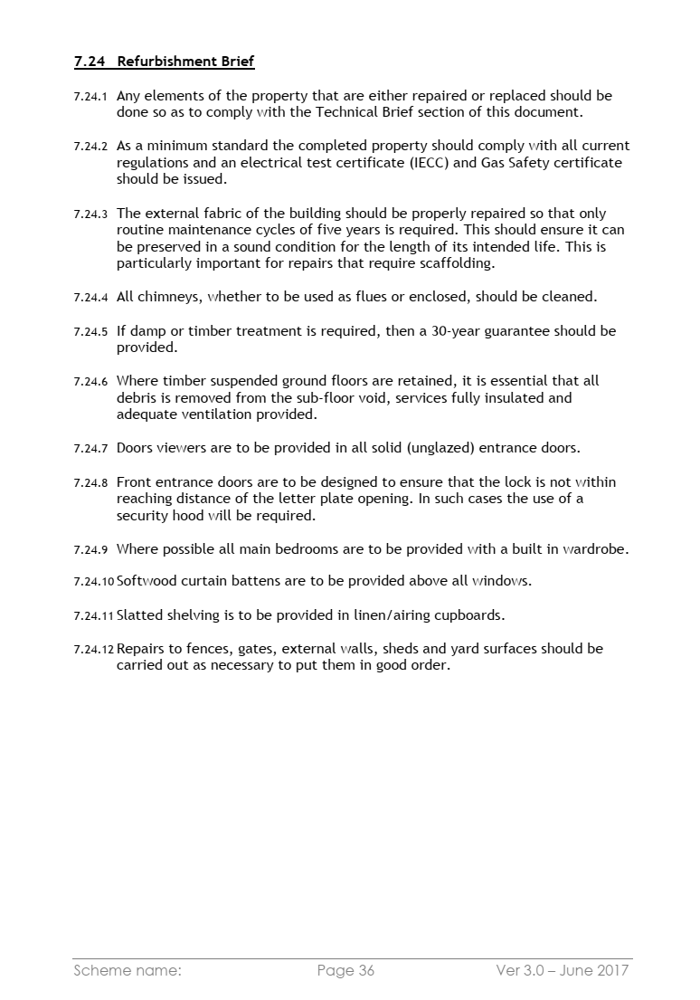 7.24 Refurbishment Brief
7.24.1 Any elements of the property that are either repaired or replaced should be
done so as to comply with the Technical Brief section of this document.
7.24.2 As a minimum standard the completed property should comply with all current
regulations and an electrical test certificate (IECC) and Gas Safety certificate
should be issued.
7.24.3 The external fabric of the building should be properly repaired so that only
routine maintenance cycles of five years is required. This should ensure it can
be preserved in a sound condition for the length of its intended life. This is
particularly important for repairs that require scaffolding.
7.24.4 All chimneys, whether to be used as flues or enclosed, should be cleaned.
7.24.5 If damp or timber treatment is required, then a 30-year guarantee should be
provided.
7.24.6 Where timber suspended ground floors are retained, it is essential that all
debris is removed from the sub-floor void, services fully insulated and
adequate ventilation provided.
7.24.7 Doors viewers are to be provided in all solid (unglazed) entrance doors.
7.24.8 Front entrance doors are to be designed to ensure that the lock is not within
reaching distance of the letter plate opening. In such cases the use of a
security hood will be required.
7.24.9 Where possible all main bedrooms are to be provided with a built in wardrobe.
7.24.10 Softwood curtain battens are to be provided above all windows.
7.24.11 Slatted shelving is to be provided in linen/airing cupboards.
7.24.12 Repairs to fences, gates, external walls, sheds and yard surfaces should be
carried out as necessary to put them in good order.
Scheme name: Page 36 Ver 3.0 – June 2017